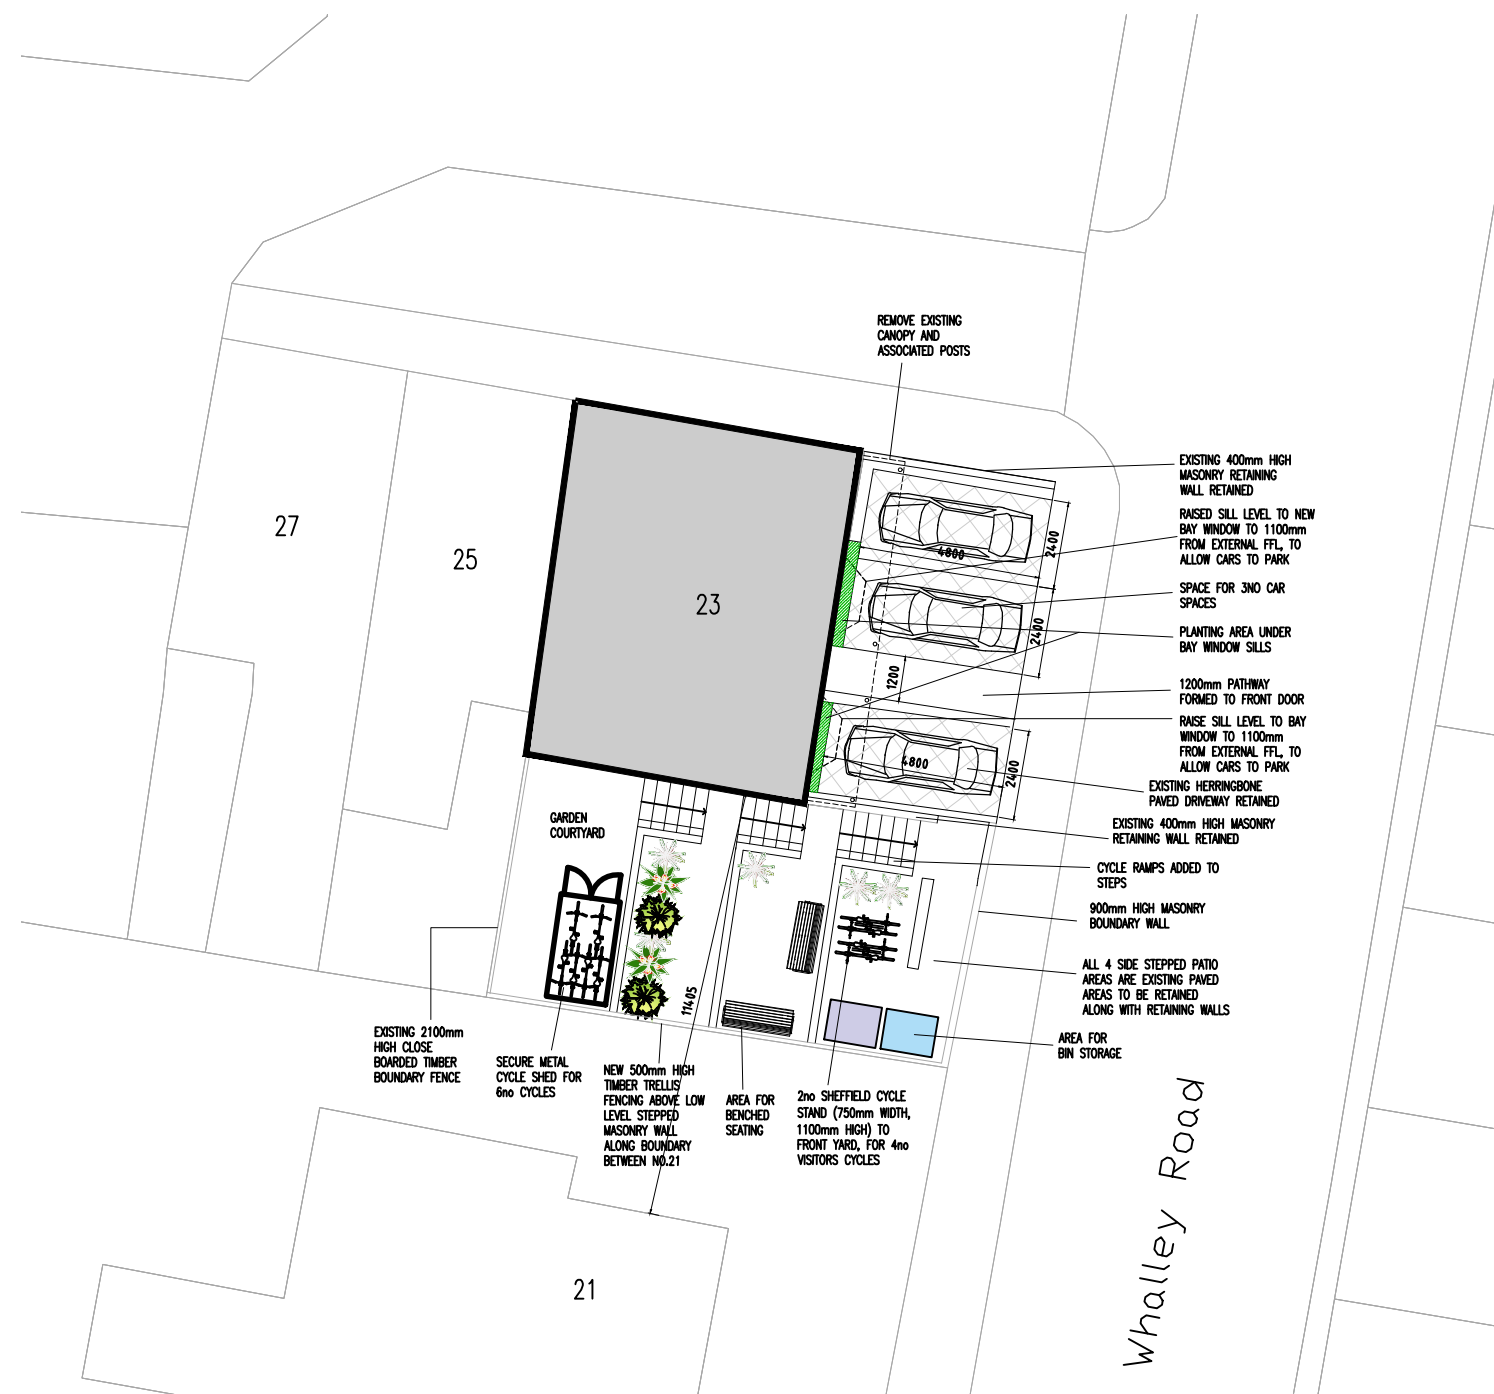 REMOVE EXISTING
CANOPY AND
ASSOCIATED POSTS
EXISTING 400mm HIGH
MASONRY RETAINING
WALL RETAINED
RAISED SILL LEVEL TO NEW
BAY WINDOW TO 1100mm
FROM EXTERNAL FFL, TO
ALLOW CARS TO PARK
SPACE FOR 3NO CAR
SPACES
PLANTING AREA UNDER
BAY WINDOW SILLS
1200mm PATHWAY
FORMED TO FRONT DOOR
RAISE SILL LEVEL TO BAY
WINDOW TO 1100mm
FROM EXTERNAL FFL, TO
ALLOW CARS TO PARK
EXISTING HERRINGBONE
PAVED DRIVEWAY RETAINED
EXISTING 400mm HIGH MASONRY
RETAINING WALL RETAINED
CYCLE RAMPS ADDED TO
STEPS
900mm HIGH MASONRY
BOUNDARY WALL
ALL 4 SIDE STEPPED PATIO
AREAS ARE EXISTING PAVED
AREAS TO BE RETAINED
ALONG WITH RETAINING WALLS
AREA FOR
BIN STORAGE
27
25
23
4800
2400
2400
1200
4800
2400
GARDEN
COURTYARD
11405
EXISTING 2100mm
HIGH CLOSE
BOARDED TIMBER
BOUNDARY FENCE
SECURE METAL
CYCLE SHED FOR
6no CYCLES
NEW 500mm HIGH
TIMBER TRELLIS
FENCING ABOVE LOW
LEVEL STEPPED
MASONRY WALL
ALONG BOUNDARY
BETWEEN NO.21
AREA FOR
BENCHED
SEATING
2no SHEFFIELD CYCLE
STAND (750mm WIDTH,
1100mm HIGH) TO
FRONT YARD, FOR 4no
VISITORS CYCLES
21
Whalley Road